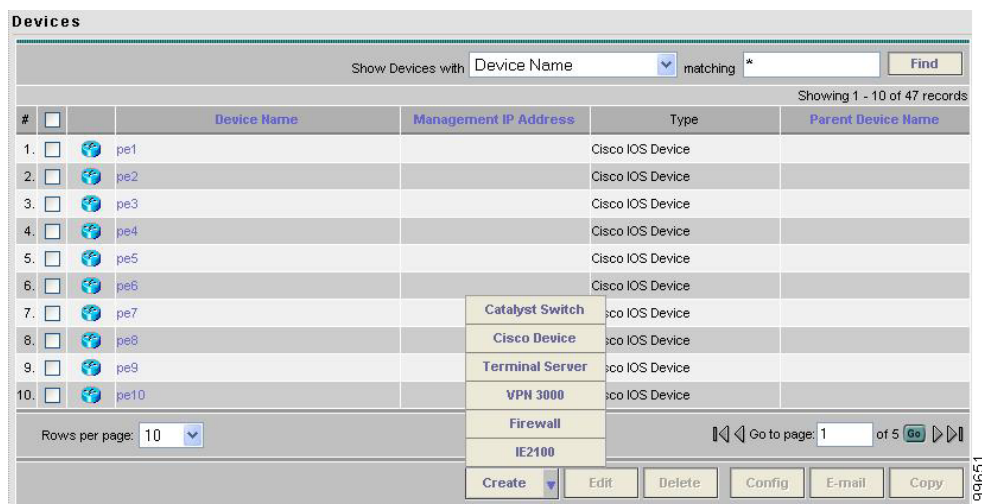 Devices
Show Devices with Device Name matching * Find
Showing 1 - 10 of 47 records
# Device Name Management IP Address Type Parent Device Name
1. pe1 Cisco IOS Device
2. pe2 Cisco IOS Device
3. pe3 Cisco IOS Device
4. pe4 Cisco IOS Device
5. pe5 Cisco IOS Device
6. pe6 Cisco IOS Device
7. pe7 Catalyst Switch sco IOS Device
8. pe8 Cisco Device sco IOS Device
9. pe9 Terminal Server sco IOS Device
10. pe10 VPN 3000 sco IOS Device
Firewall
Rows per page: 10 Go to page: 1 of 5 Go
IE2100
Create Edit Delete Config E-mail Copy
99651